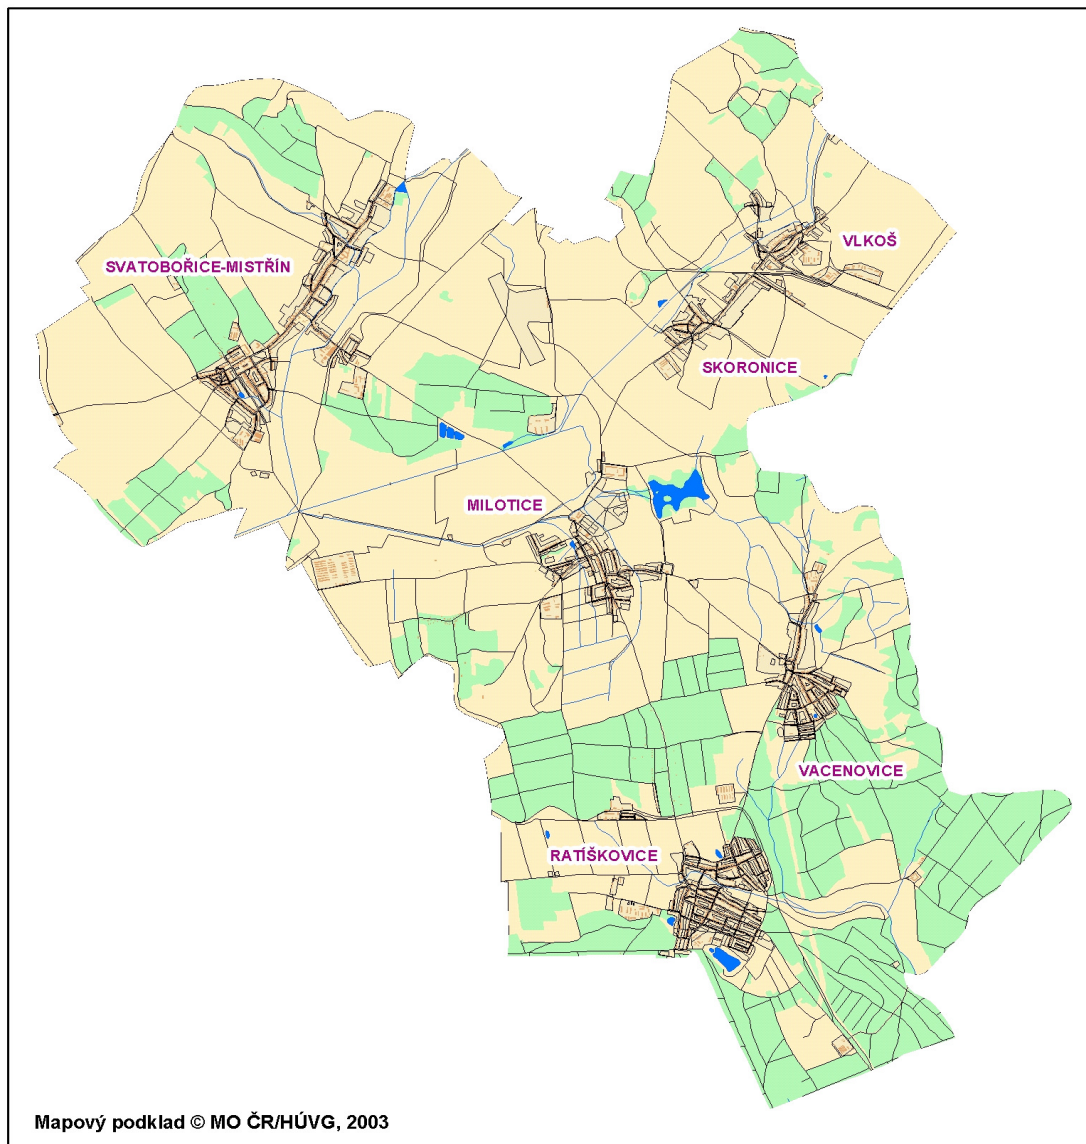 VLKOŠ
SVATOBOŘICE-MISTŘÍN
SKORONICE
MILOTICE
VACENOVICE
RATÍŠKOVICE
Mapový podklad © MO ČR/HÚVG, 2003